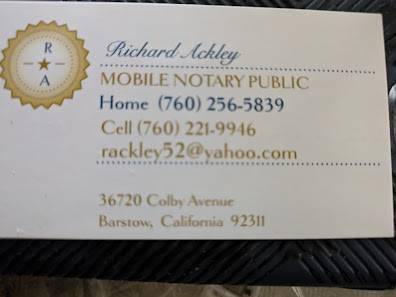 R
A
Richard Ackley
MOBILE NOTARY PUBLIC
Home (760) 256-5839
Cell (760) 221-9946
rackley52@yahoo.com
36720 Colby Avenue
Barstow, California 92311